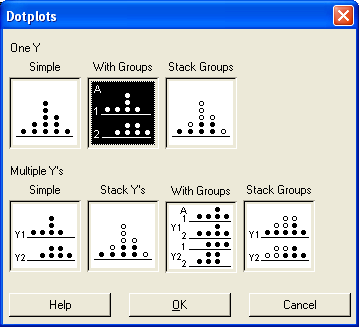 Dotplots
One Y
Simple With Groups Stack Groups
A
1
2
Multiple Y's
Simple Stack Y's With Groups Stack Groups
Y1
Y2
A
Y1 1
2
Y2 1
2
Y1
Y2
Help OK Cancel